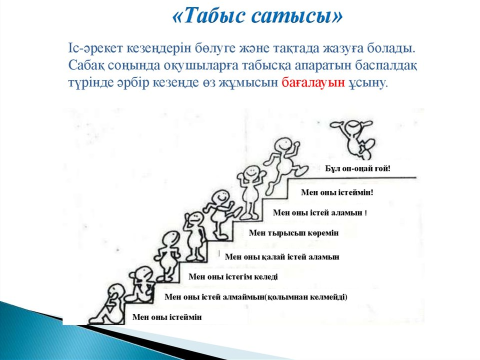 «Табыс сатысы»
Іс-әрекет кезеңдерін бөлуге және тақтада жазуға болады.
Сабақ соңында оқушыларға табысқа апаратын баспалдақ
түрінде әрбір кезеңде өз жұмысын бағалауын ұсыну.
Бұл оп-оңай ғой!
Мен оны істеймін!
Мен оны істей аламын !
Мен тырысып көремін
Мен оны қалай істей аламын
Мен оны істегім келеді
Мен оны істей алмаймын(қолымнан келмейді)
Мен оны істеймін